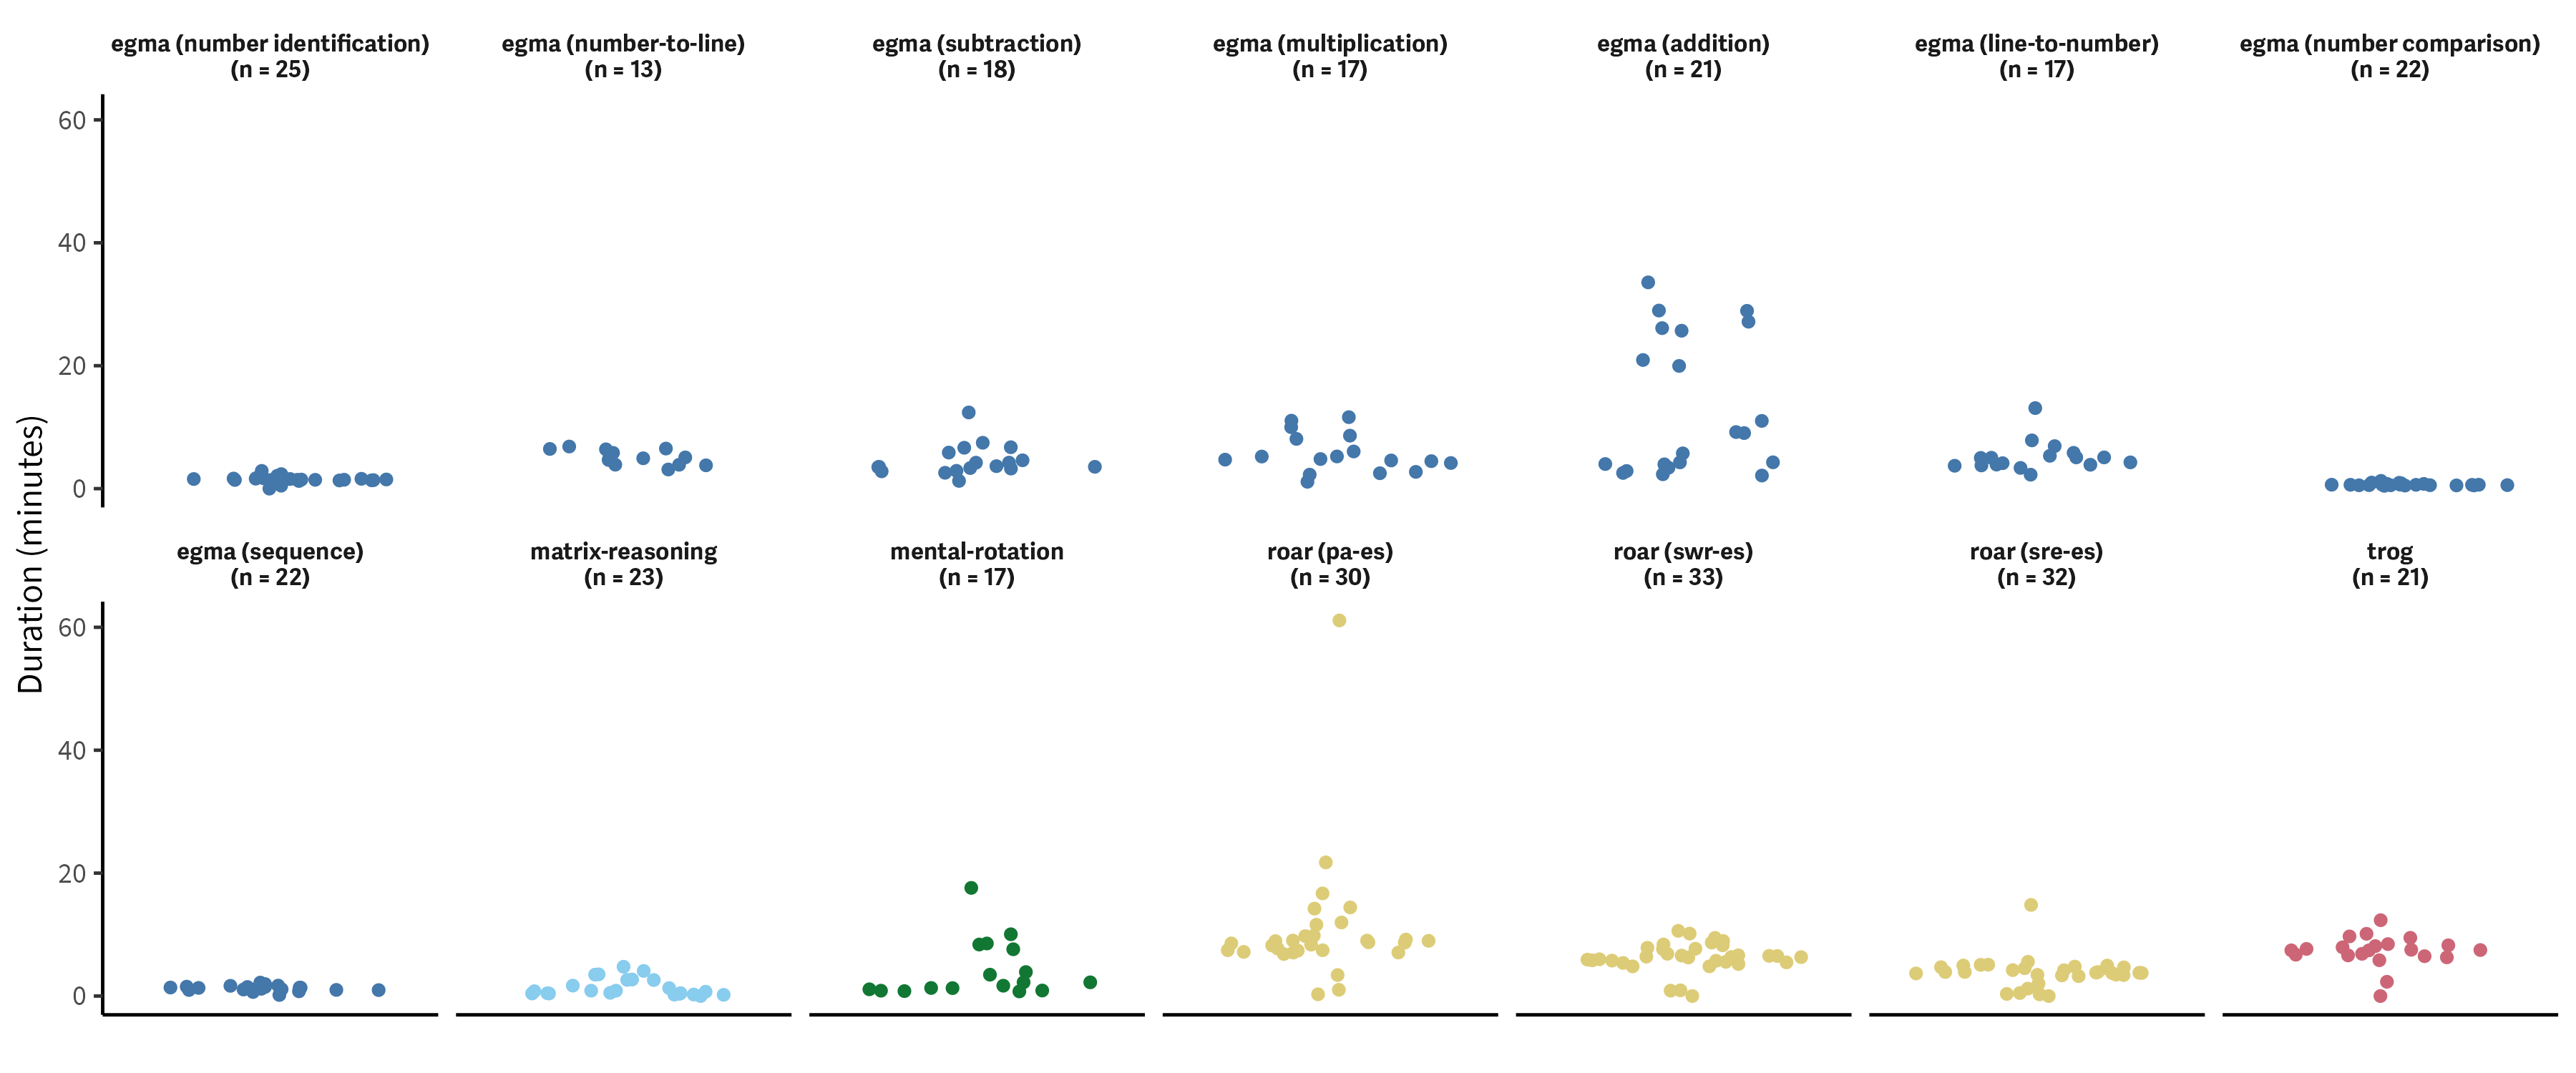 egma (number identification)
(n = 25)
egma (number-to-line)
(n = 13)
egma (subtraction)
(n = 18)
egma (multiplication)
(n = 17)
egma (addition)
(n = 21)
egma (line-to-number)
(n = 17)
egma (number comparison)
(n = 22)
60
40
20
0
Duration (minutes)
egma (sequence)
(n = 22)
matrix-reasoning
(n = 23)
mental-rotation
(n = 17)
roar (pa-es)
(n = 30)
roar (swr-es)
(n = 33)
roar (sre-es)
(n = 32)
trog
(n = 21)
60
40
20
0